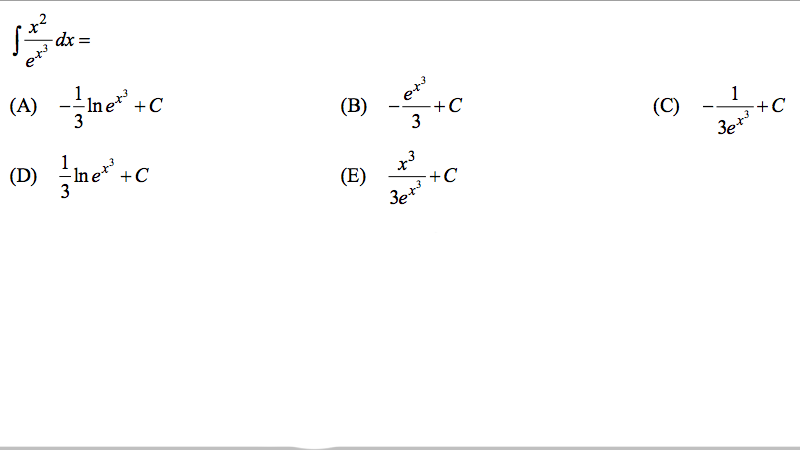 ∫ x²/e^(x³) dx =
(A) −1/3 ln e^(x³) + C (B) −e^(x³)/3 + C (C) −1/(3e^(x³)) + C
(D) 1/3 ln e^(x³) + C (E) x³/(3e^(x³)) + C